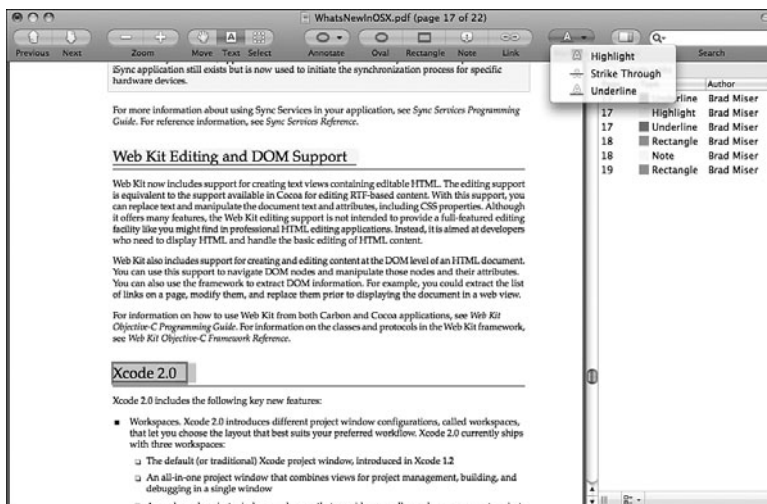 WhatsNewInOSX.pdf (page 17 of 22)
Previous Next Zoom Move Text Select Annotate Oval Rectangle Note Link Search
Highlight
Strike Through
Underline
Author
rline Brad Miser
17 Highlight Brad Miser
17 Underline Brad Miser
18 Rectangle Brad Miser
18 Note Brad Miser
19 Rectangle Brad Miser
iSync application still exists but is now used to initiate the synchronization process for specific
hardware devices.
For more information about using Sync Services in your application, see Sync Services Programming
Guide. For reference information, see Sync Services Reference.
Web Kit Editing and DOM Support
Web Kit now includes support for creating text views containing editable HTML. The editing support
is equivalent to the support available in Cocoa for editing RTF-based content. With this support, you
can replace text and manipulate the document text and attributes, including CSS properties. Although
it offers many features, the Web Kit editing support is not intended to provide a full-featured editing
facility like you might find in professional HTML editing applications. Instead, it is aimed at developers
who need to display HTML and handle the basic editing of HTML content.
Web Kit also includes support for creating and editing content at the DOM level of an HTML document.
You can use this support to navigate DOM nodes and manipulate those nodes and their attributes.
You can also use the framework to extract DOM information. For example, you could extract the list
of links on a page, modify them, and replace them prior to displaying the document in a web view.
For information on how to use Web Kit from both Carbon and Cocoa applications, see Web Kit
Objective-C Programming Guide. For information on the classes and protocols in the Web Kit framework,
see Web Kit Objective-C Framework Reference.
Xcode 2.0
Xcode 2.0 includes the following key new features:
■ Workspaces. Xcode 2.0 introduces different project window configurations, called workspaces,
that let you choose the layout that best suits your preferred workflow. Xcode 2.0 currently ships
with three workspaces:
❑ The default (or traditional) Xcode project window, introduced in Xcode 1.2
❑ An all-in-one project window that combines views for project management, building, and
debugging in a single window